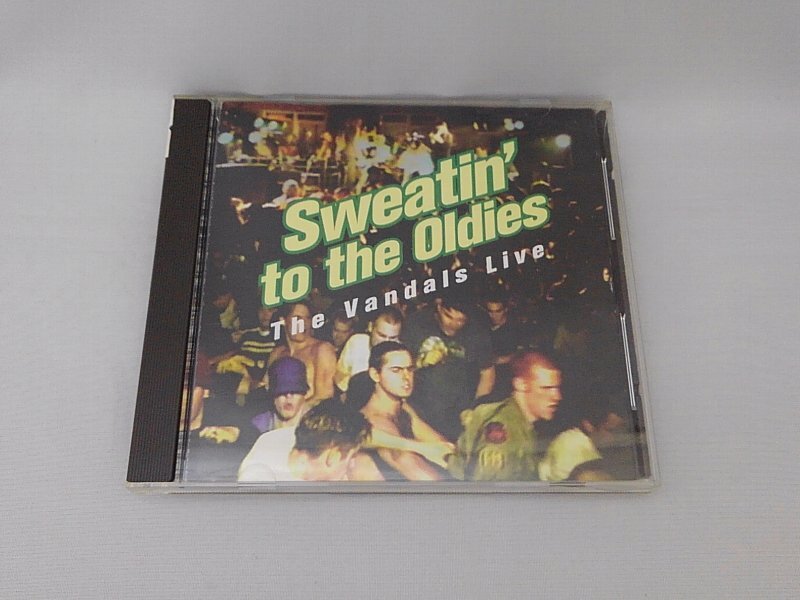 Sweatin'
to the Oldies
The Vandals Live